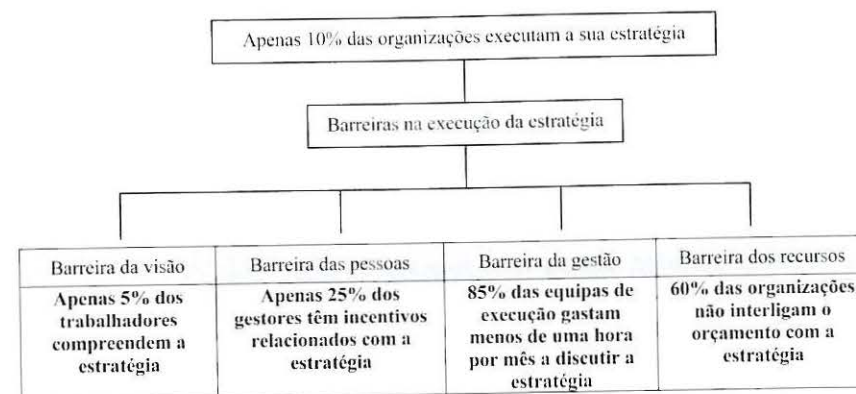 Apenas 10% das organizações executam a sua estratégia
Barreiras na execução da estratégia
Barreira da visão
Apenas 5% dos
trabalhadores
compreendem a
estratégia
Barreira das pessoas
Apenas 25% dos
gestores têm incentivos
relacionados com a
estratégia
Barreira da gestão
85% das equipas de
execução gastam
menos de uma hora
por mês a discutir a
estratégia
Barreira dos recursos
60% das organizações
não interligam o
orçamento com a
estratégia